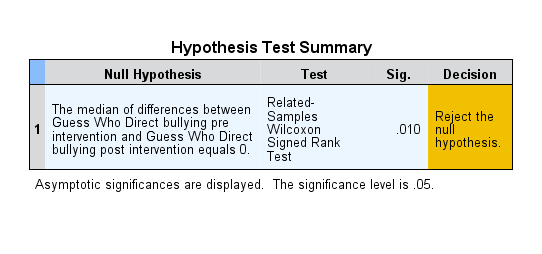 Hypothesis Test Summary
Null Hypothesis Test Sig. Decision
1 The median of differences between Guess Who Direct bullying pre intervention and Guess Who Direct bullying post intervention equals 0. Related-Samples Wilcoxon Signed Rank Test .010 Reject the null hypothesis.
Asymptotic significances are displayed. The significance level is .05.